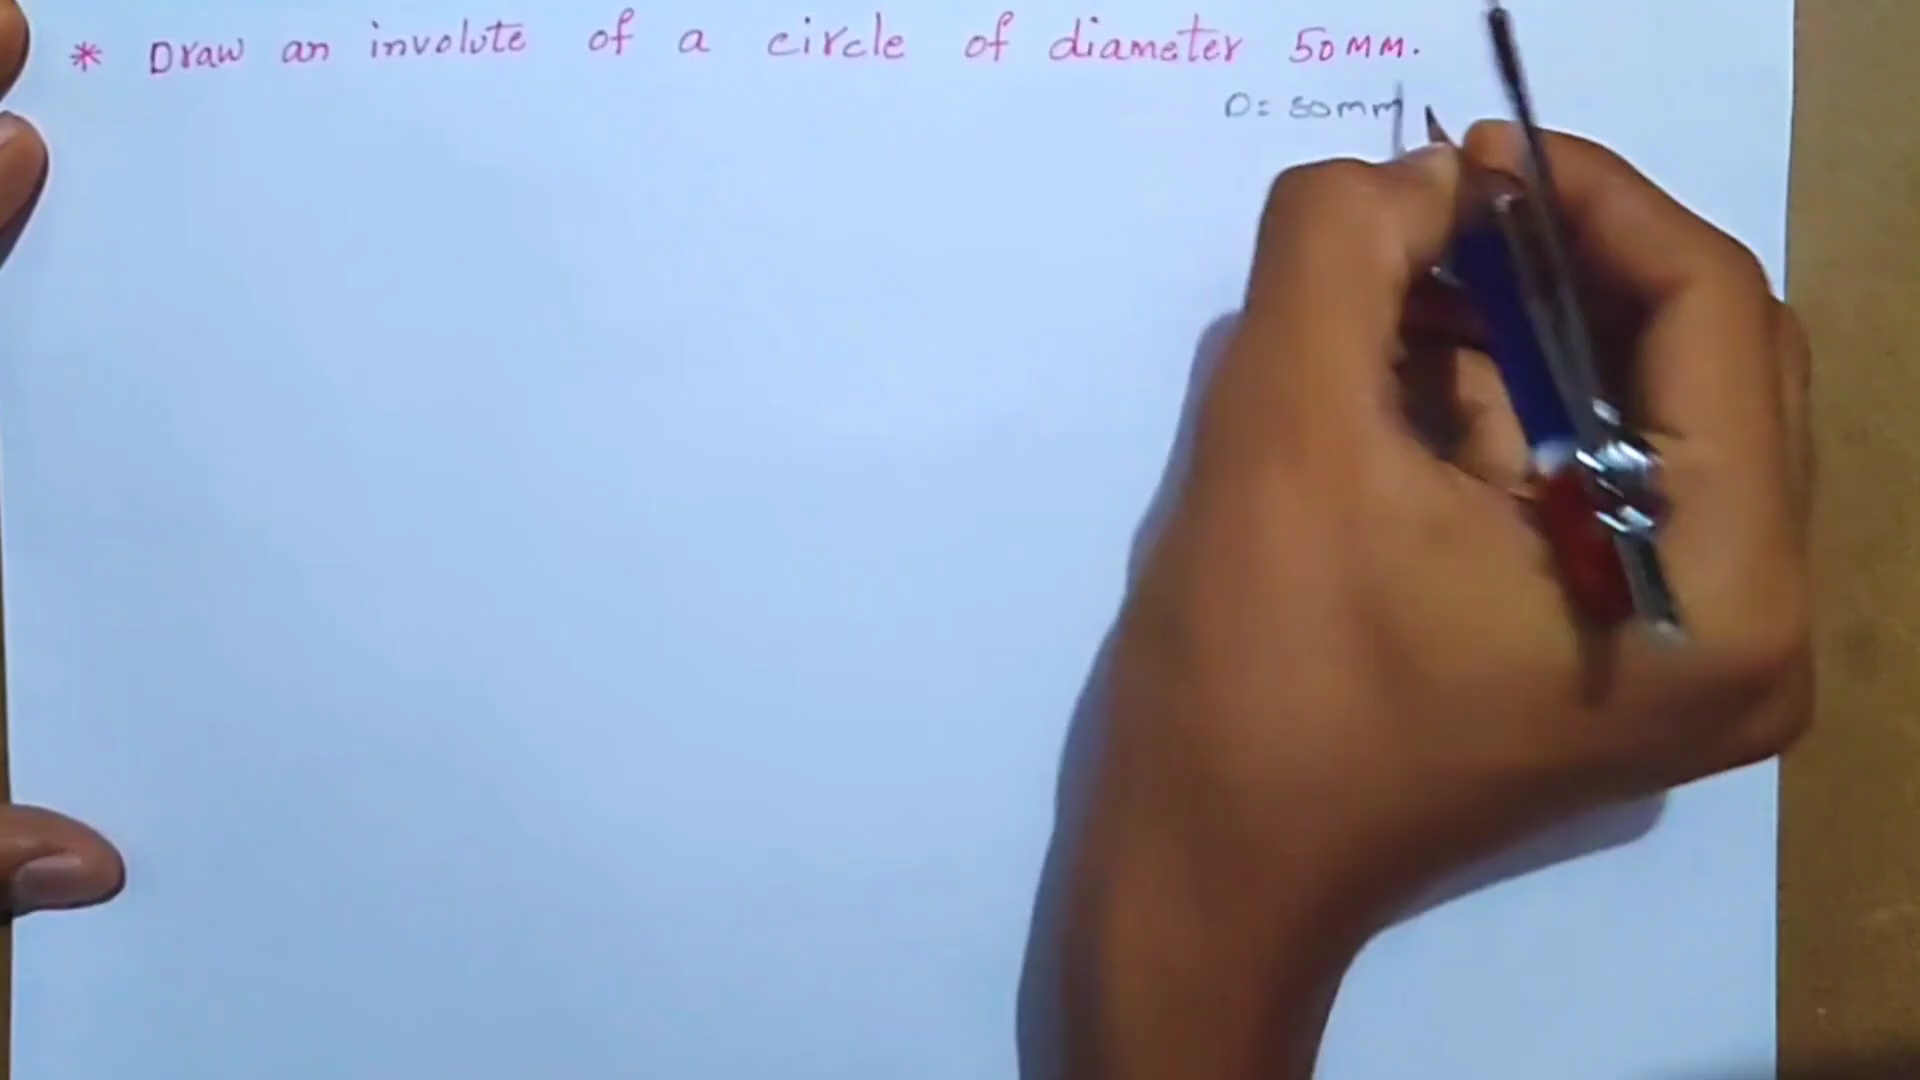 * Draw an involute of a circle of diameter 50MM.
D = 50mm